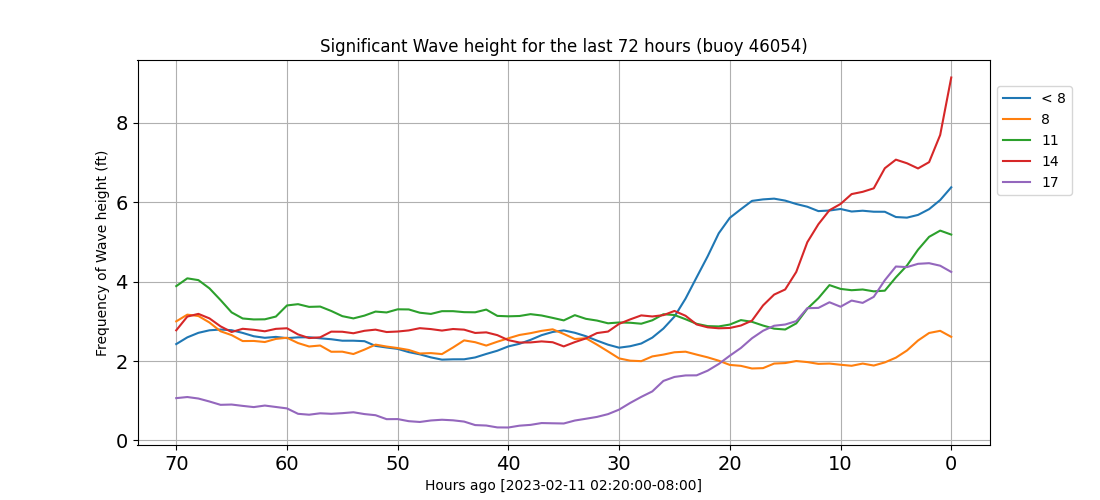 Significant Wave height for the last 72 hours (buoy 46054)
Frequency of Wave height (ft)
8
6
4
2
0
70 60 50 40 30 20 10 0
Hours ago [2023-02-11 02:20:00-08:00]
< 8
8
11
14
17